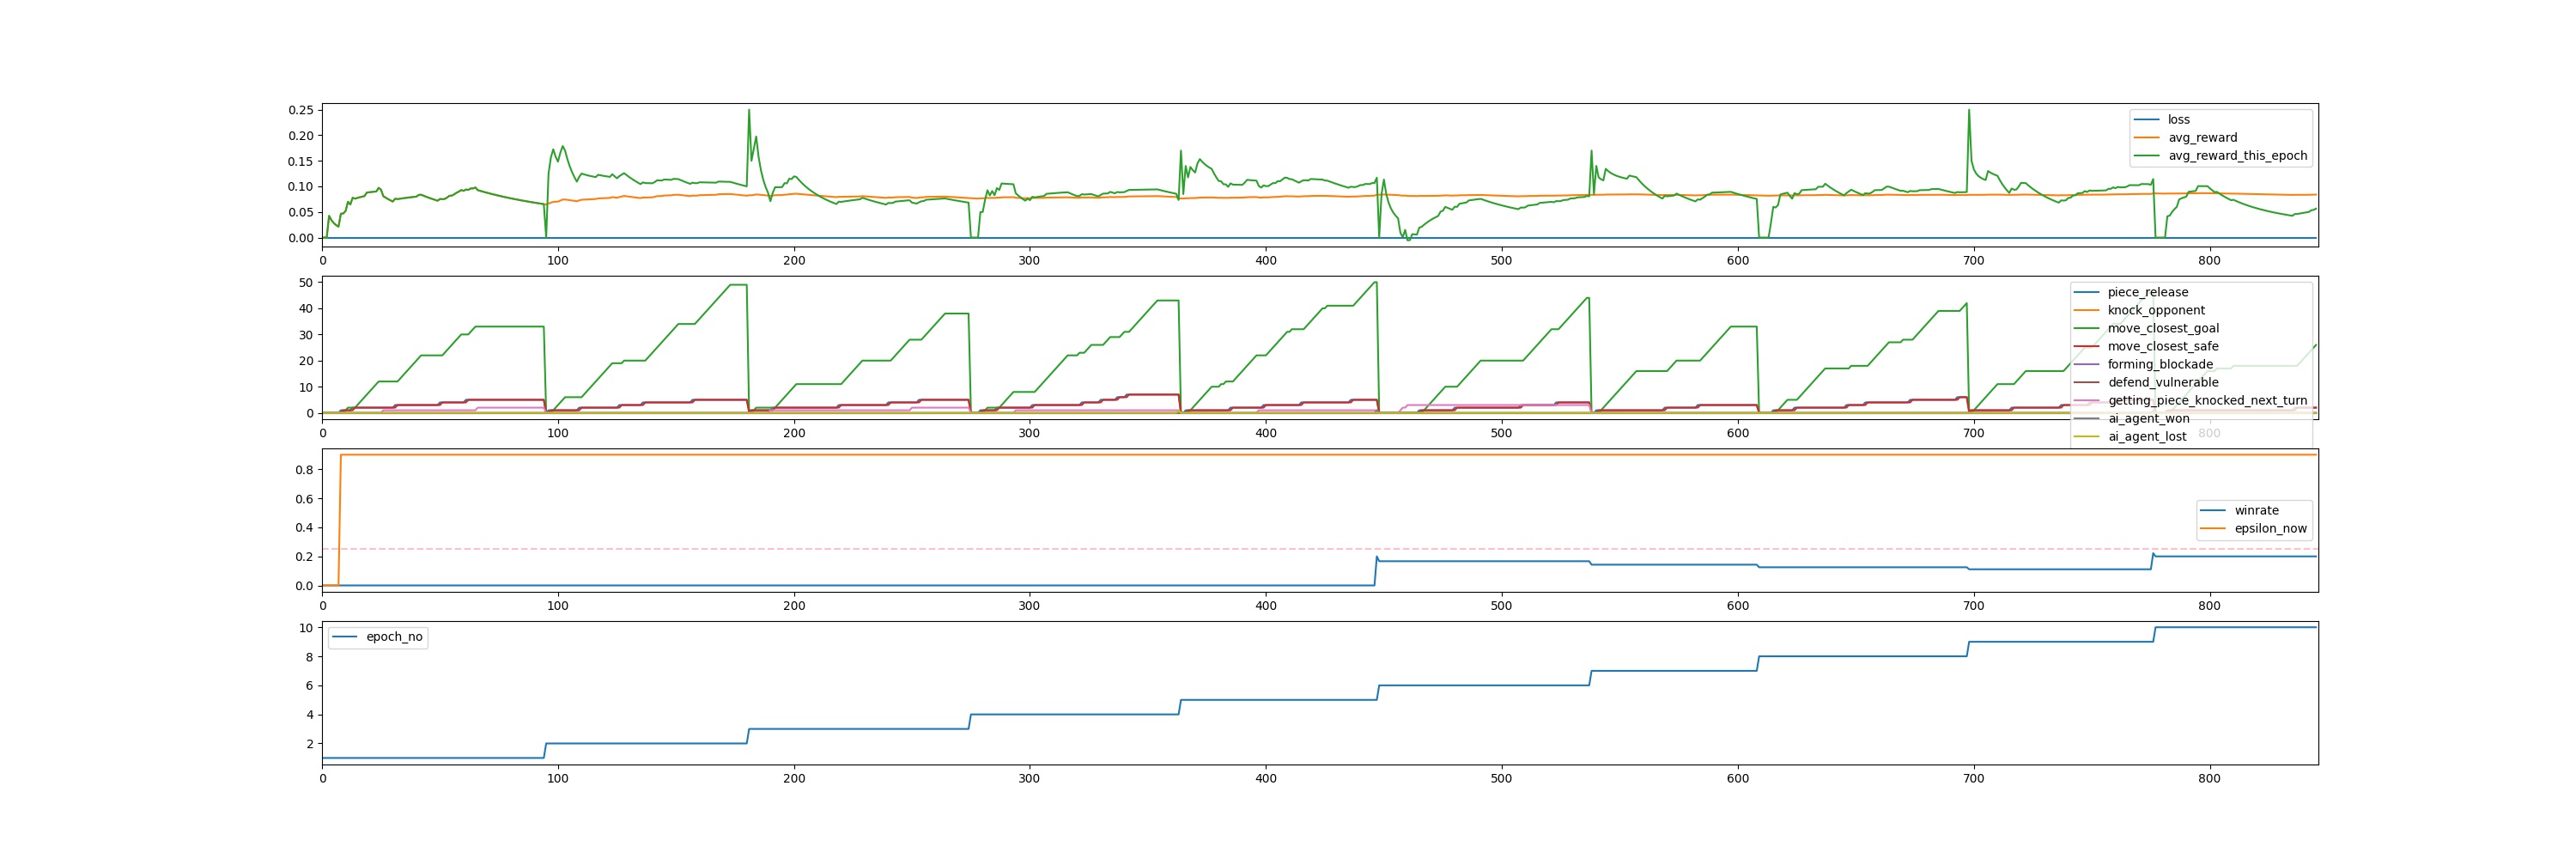 0.25
0.20
0.15
0.10
0.05
0.00
loss
avg_reward
avg_reward_this_epoch
0 100 200 300 400 500 600 700 800
50
40
30
20
10
0
piece_release
knock_opponent
move_closest_goal
move_closest_safe
forming_blockade
defend_vulnerable
getting_piece_knocked_next_turn
ai_agent_won
ai_agent_lost
0 100 200 300 400 500 600 700 800
0.8
0.6
0.4
0.2
0.0
winrate
epsilon_now
0 100 200 300 400 500 600 700 800
10
8
6
4
2
epoch_no
0 100 200 300 400 500 600 700 800